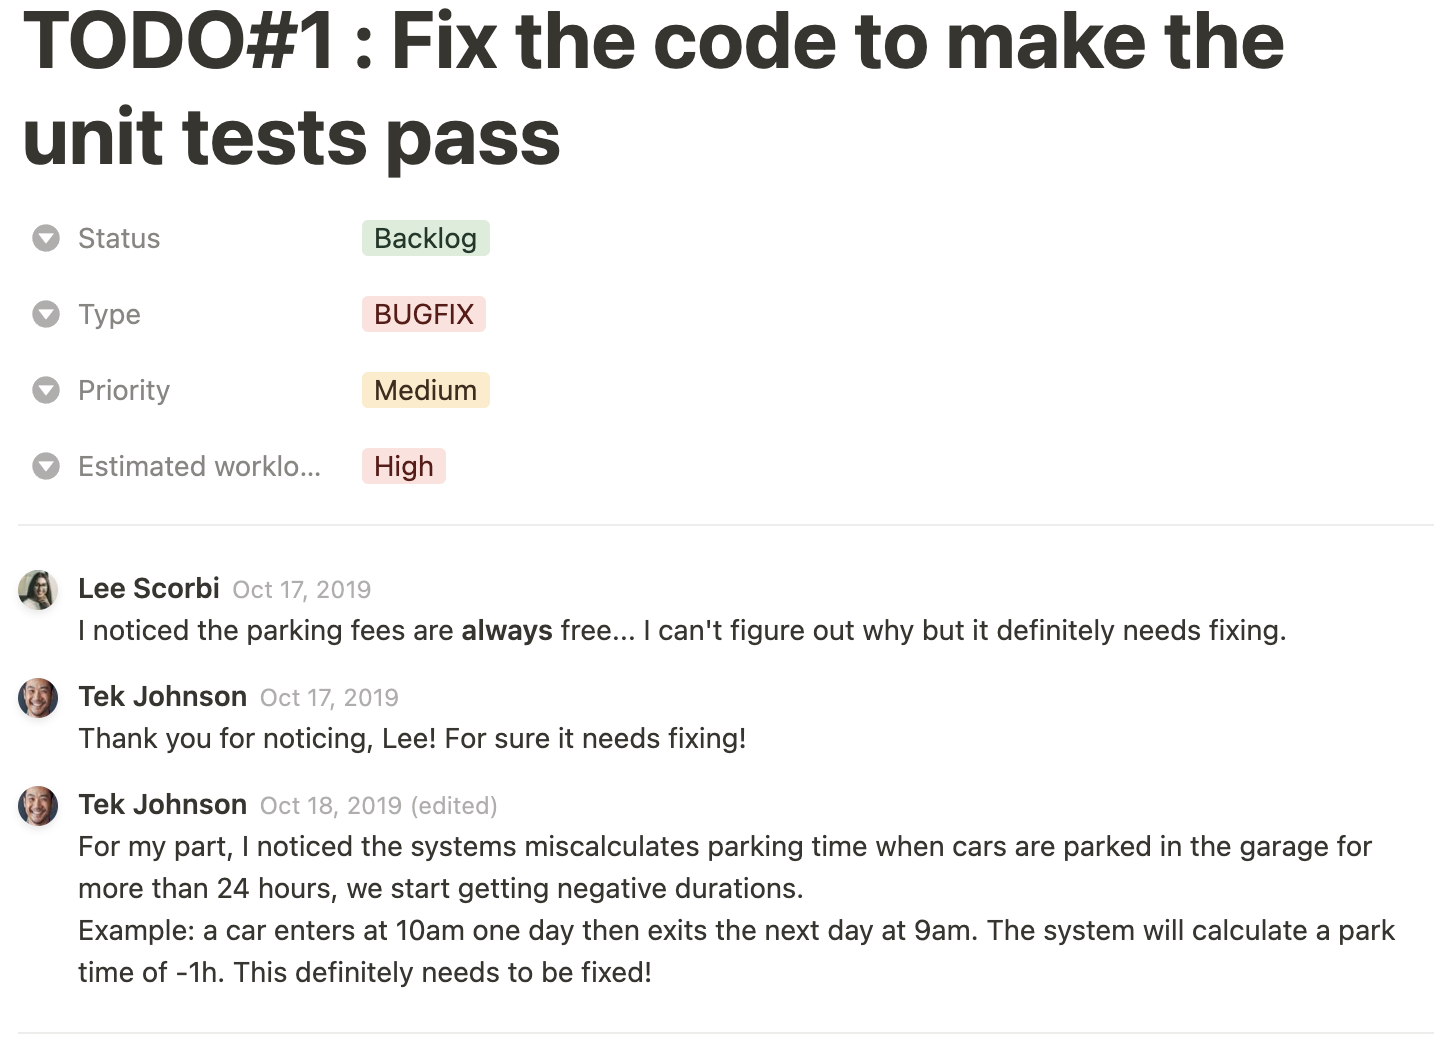 TODO#1 : Fix the code to make the
unit tests pass
Status Backlog
Type BUGFIX
Priority Medium
Estimated worklo... High
Lee Scorbi Oct 17, 2019
I noticed the parking fees are always free... I can't figure out why but it definitely needs fixing.
Tek Johnson Oct 17, 2019
Thank you for noticing, Lee! For sure it needs fixing!
Tek Johnson Oct 18, 2019 (edited)
For my part, I noticed the systems miscalculates parking time when cars are parked in the garage for
more than 24 hours, we start getting negative durations.
Example: a car enters at 10am one day then exits the next day at 9am. The system will calculate a park
time of -1h. This definitely needs to be fixed!